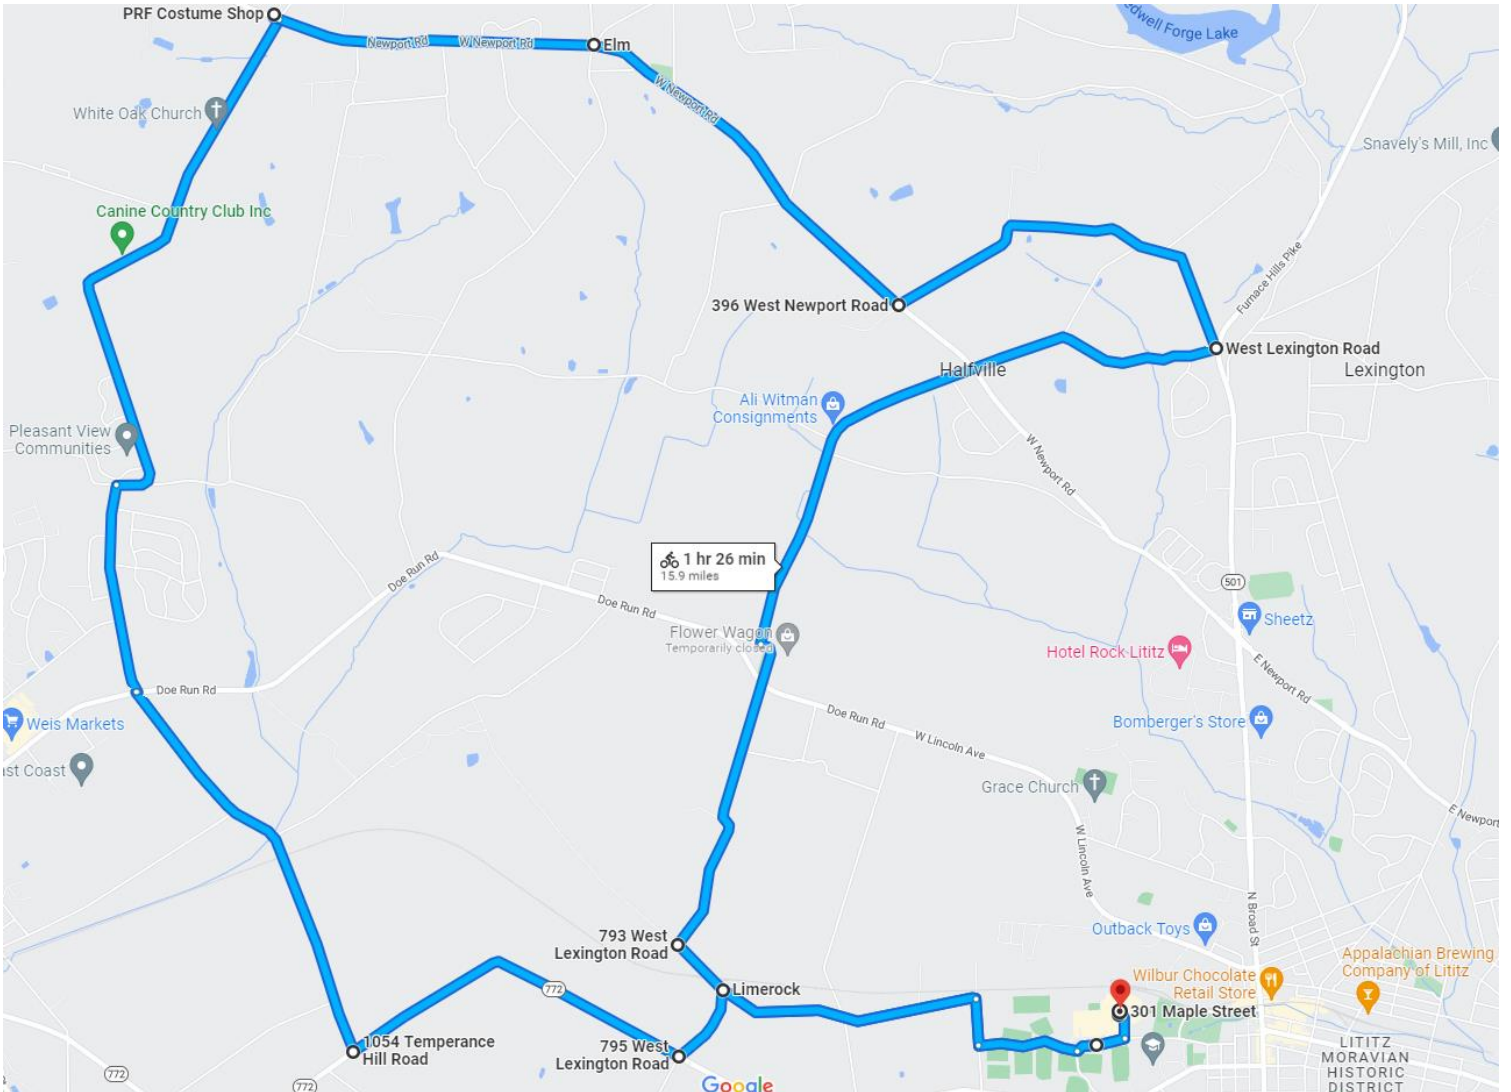 PRF Costume Shop
Newport Rd
W Newport Rd
Elm
edwell Forge Lake
W Newport Rd
White Oak Church
Snavely's Mill, Inc
Canine Country Club Inc
Furnace Hills Pike
396 West Newport Road
West Lexington Road
Halfville
Lexington
Ali Witman
Consignments
Pleasant View
Communities
W Newport Rd
1 hr 26 min
15.9 miles
Doe Run Rd
501
Doe Run Rd
Sheetz
Flower Wagon
Temporarily closed
Hotel Rock Lititz
E Newport Rd
Doe Run Rd
Weis Markets
Doe Run Rd
Bomberger's Store
W Lincoln Ave
ast Coast
Grace Church
E Newport
W Lincoln Ave
N Broad St
793 West
Lexington Road
Outback Toys
Appalachian Brewing
Company of Lititz
Wilbur Chocolate
Retail Store
772
Limerock
301 Maple Street
1054 Temperance
Hill Road
795 West
Lexington Road
LITITZ
MORAVIAN
HISTORIC
DISTRICT
772
772
Google